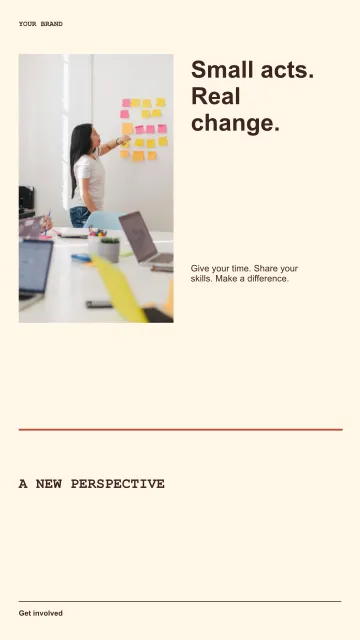 YOUR BRAND
Small acts.
Real
change.
Give your time. Share your
skills. Make a difference.
A NEW PERSPECTIVE
Get involved